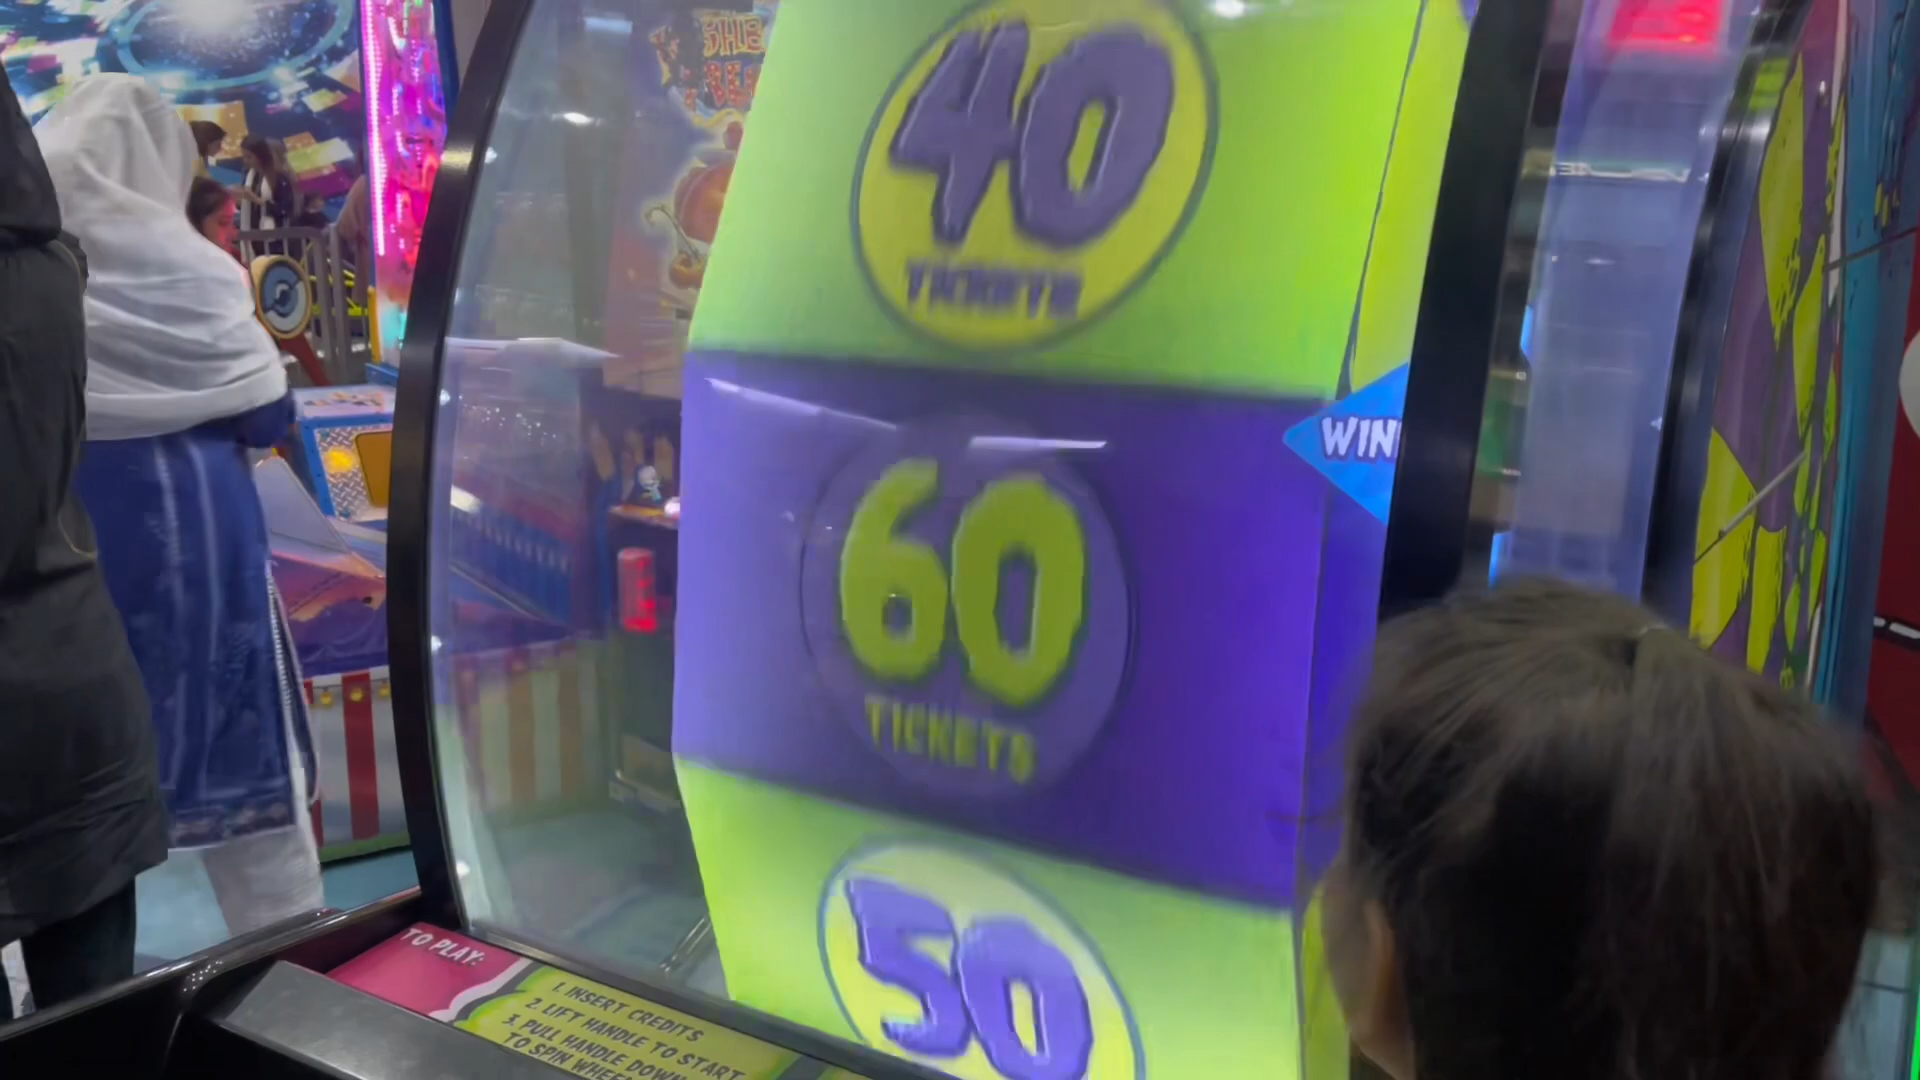 40
TICKETS
WIN
60
TICKETS
50
TO PLAY:
1. INSERT CREDITS
2. LIFT HANDLE TO START
3. PULL HANDLE DOWN
TO SPIN WHEEL